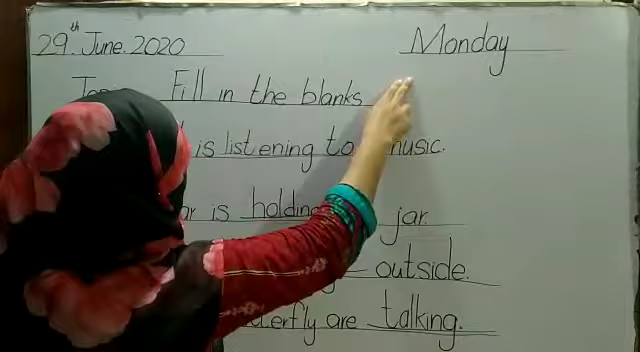 29th. June. 2020 Monday
Fill in the blanks
is listening to music.
is holding jar.
outside.
are talking.